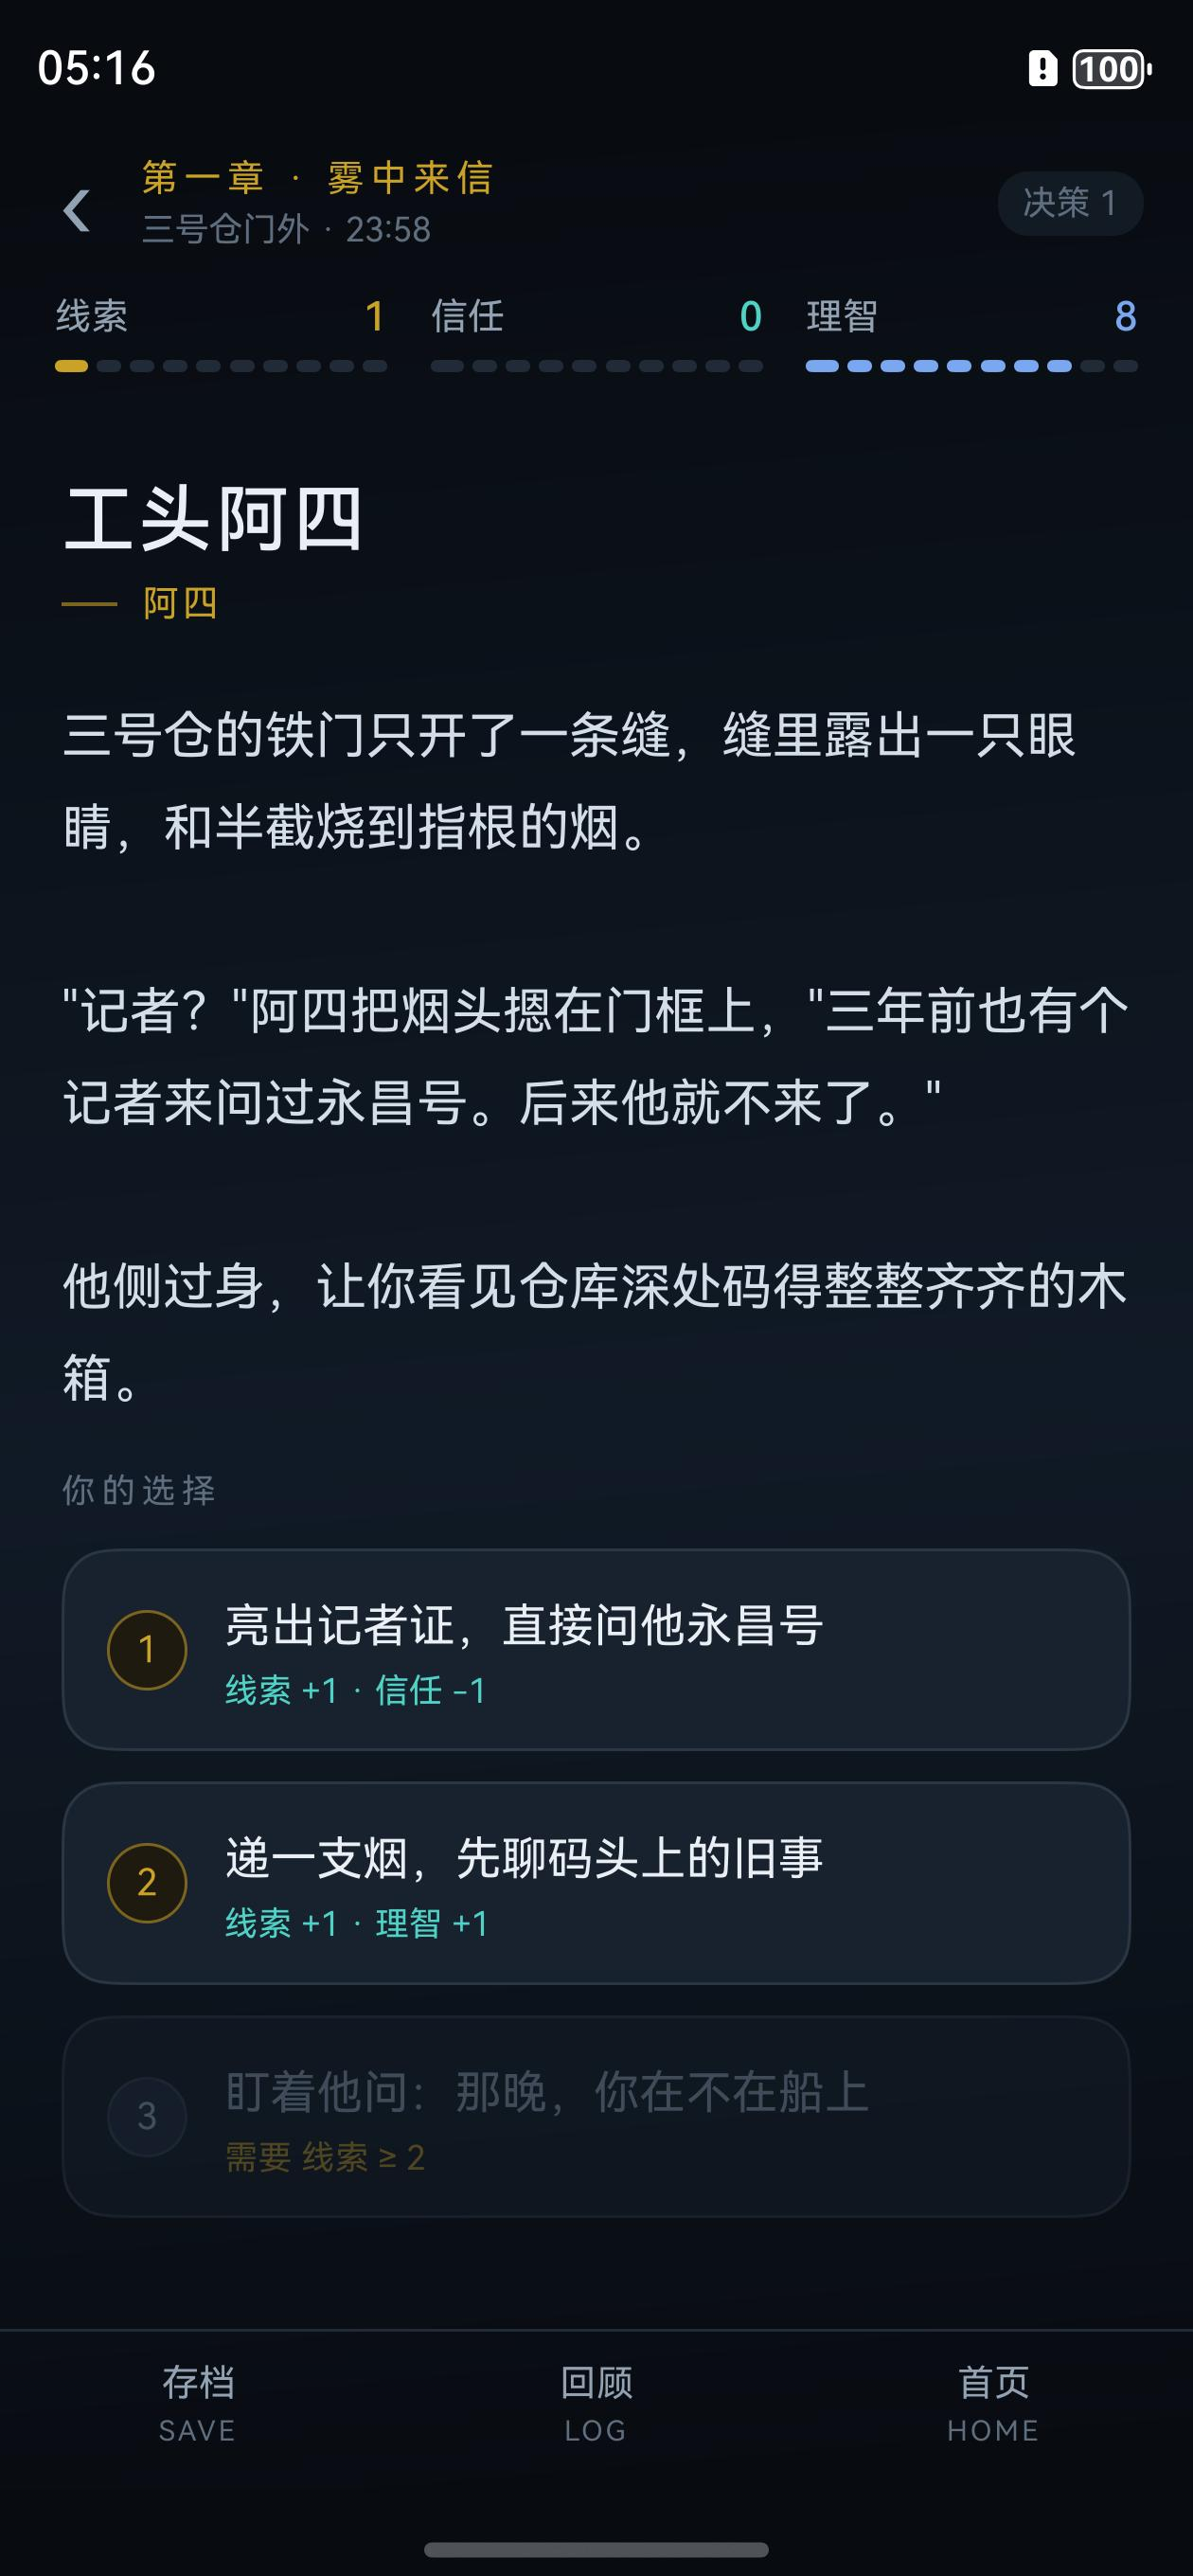 05:16
100
第一章 · 雾中来信
三号仓门外 · 23:58
决策 1
线索 1 信任 0 理智 8
工头阿四
阿四
三号仓的铁门只开了一条缝，缝里露出一只眼
睛，和半截烧到指根的烟。
"记者？"阿四把烟头摁在门框上，"三年前也有个
记者来问过永昌号。后来他就不来了。"
他侧过身，让你看见仓库深处码得整整齐齐的木
箱。
你的选择
1
亮出记者证，直接问他永昌号
线索 +1 · 信任 -1
2
递一支烟，先聊码头上的旧事
线索 +1 · 理智 +1
3
盯着他问：那晚，你在不在船上
需要 线索 ≥ 2
存档 回顾 首页
SAVE LOG HOME